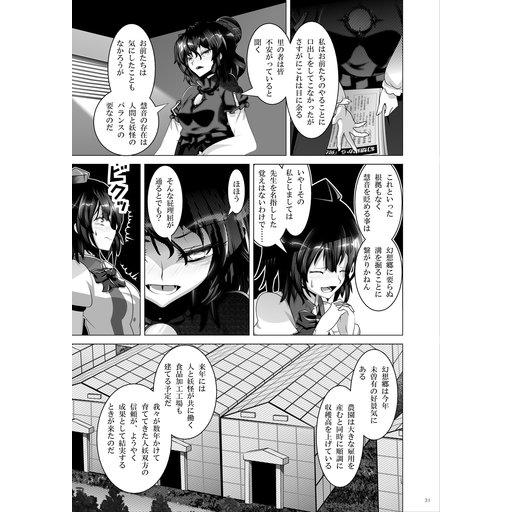 私はお前たちのやることに
口出しをしてこなかったが
さすがにこれは目に余る
里の者は皆
不安がっていると
聞く
お前たちは
気にしたことも
なかろうが
慧音の存在は
人間と妖怪の
バランスの
要なのだ
これといった
根拠もなく
慧音を貶める事は
幻想郷に要らぬ
溝を掘ることに
繋がりかねん
いやーその
私としましては
先生を名指しした
覚えはないわけで……
ほほう
そんな屁理屈が
通るとでも?
ビクッ
幻想郷は今年
未曽有の好景気に
ある
農園は大きな雇用を
産むと同時に順調に
収穫高を上げている
来年には
人と妖怪が共に働く
食品加工工場も
建てる予定だ
我々が数年かけて
育ててきた人妖双方の
信頼が、ようやく
成果として結実する
ときが来たのだ
31